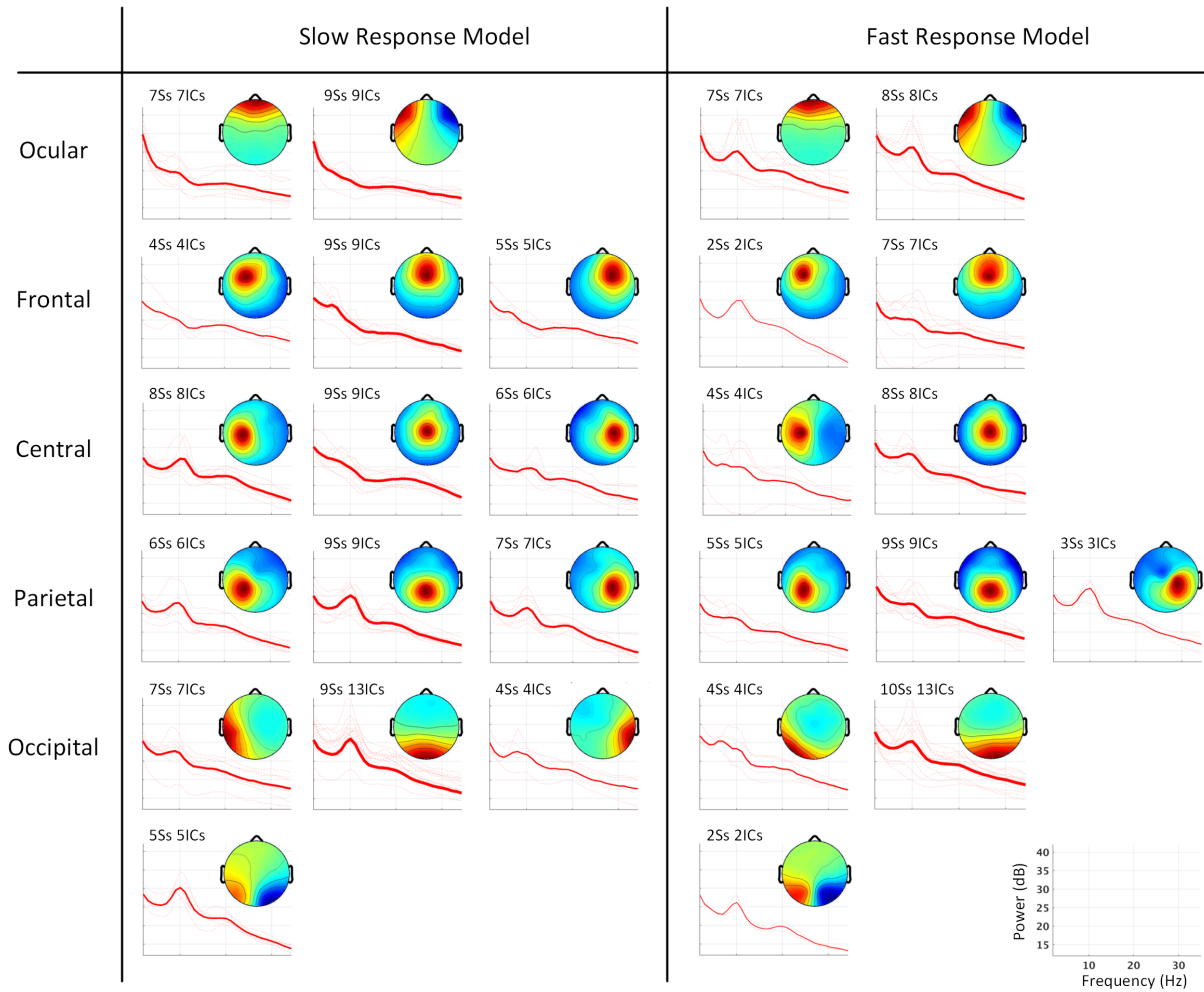 Slow Response Model Fast Response Model
Ocular
7Ss 7ICs 9Ss 9ICs 7Ss 7ICs 8Ss 8ICs
Frontal
4Ss 4ICs 9Ss 9ICs 5Ss 5ICs 2Ss 2ICs 7Ss 7ICs
Central
8Ss 8ICs 9Ss 9ICs 6Ss 6ICs 4Ss 4ICs 8Ss 8ICs
Parietal
6Ss 6ICs 9Ss 9ICs 7Ss 7ICs 5Ss 5ICs 9Ss 9ICs 3Ss 3ICs
Occipital
7Ss 7ICs 9Ss 13ICs 4Ss 4ICs 4Ss 4ICs 10Ss 13ICs
5Ss 5ICs 2Ss 2ICs
Power (dB)
40
35
30
25
20
15
10 20 30
Frequency (Hz)